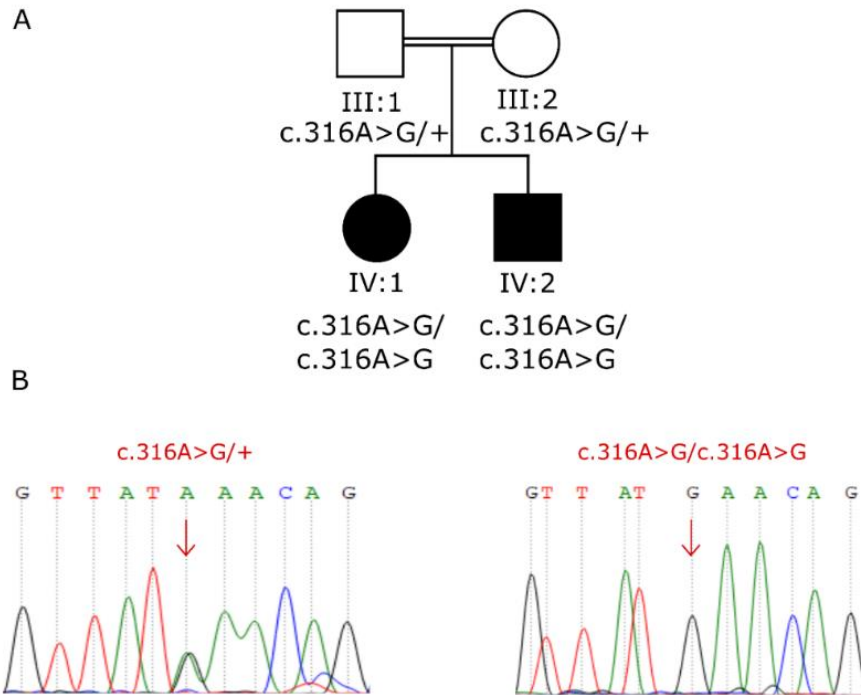 A
III:1 III:2
c.316A>G/+ c.316A>G/+
IV:1 IV:2
c.316A>G/ c.316A>G/
c.316A>G c.316A>G
B
c.316A>G/+ c.316A>G/c.316A>G
G T T A T A A A C A G G T T A T G A A C A G